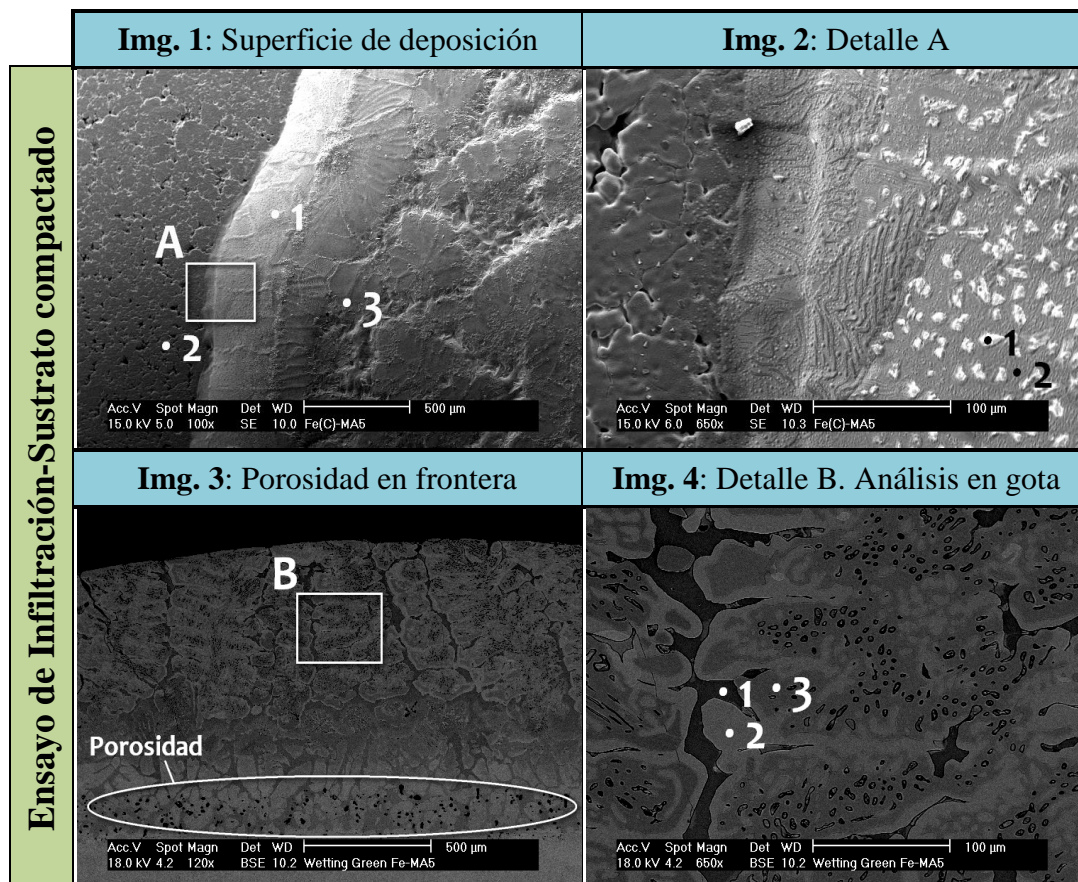 Ensayo de Infiltración-Sustrato compactado
Img. 1: Superficie de deposición
Img. 2: Detalle A
A
1
2
3
Acc.V Spot Magn Det WD 500 µm
15.0 kV 5.0 100x SE 10.0 Fe(C)-MA5
1
2
Acc.V Spot Magn Det WD 100 µm
15.0 kV 6.0 650x SE 10.3 Fe(C)-MA5
Img. 3: Porosidad en frontera
Img. 4: Detalle B. Análisis en gota
B
Porosidad
Acc.V Spot Magn Det WD 500 µm
18.0 kV 4.2 120x BSE 10.2 Wetting Green Fe-MA5
1
3
2
Acc.V Spot Magn Det WD 100 µm
18.0 kV 4.2 650x BSE 10.2 Wetting Green Fe-MA5